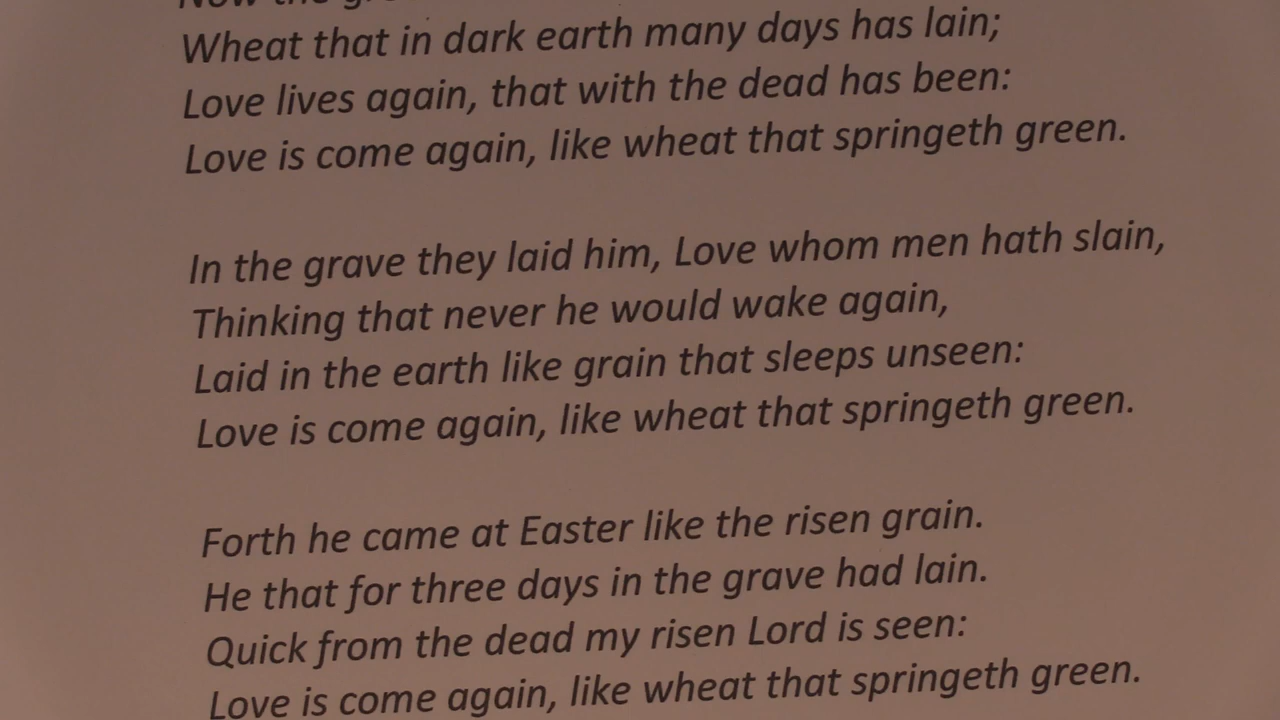 Now the
Wheat that in dark earth many days has lain;
Love lives again, that with the dead has been:
Love is come again, like wheat that springeth green.
In the grave they laid him, Love whom men hath slain,
Thinking that never he would wake again,
Laid in the earth like grain that sleeps unseen:
Love is come again, like wheat that springeth green.
Forth he came at Easter like the risen grain.
He that for three days in the grave had lain.
Quick from the dead my risen Lord is seen:
Love is come again, like wheat that springeth green.